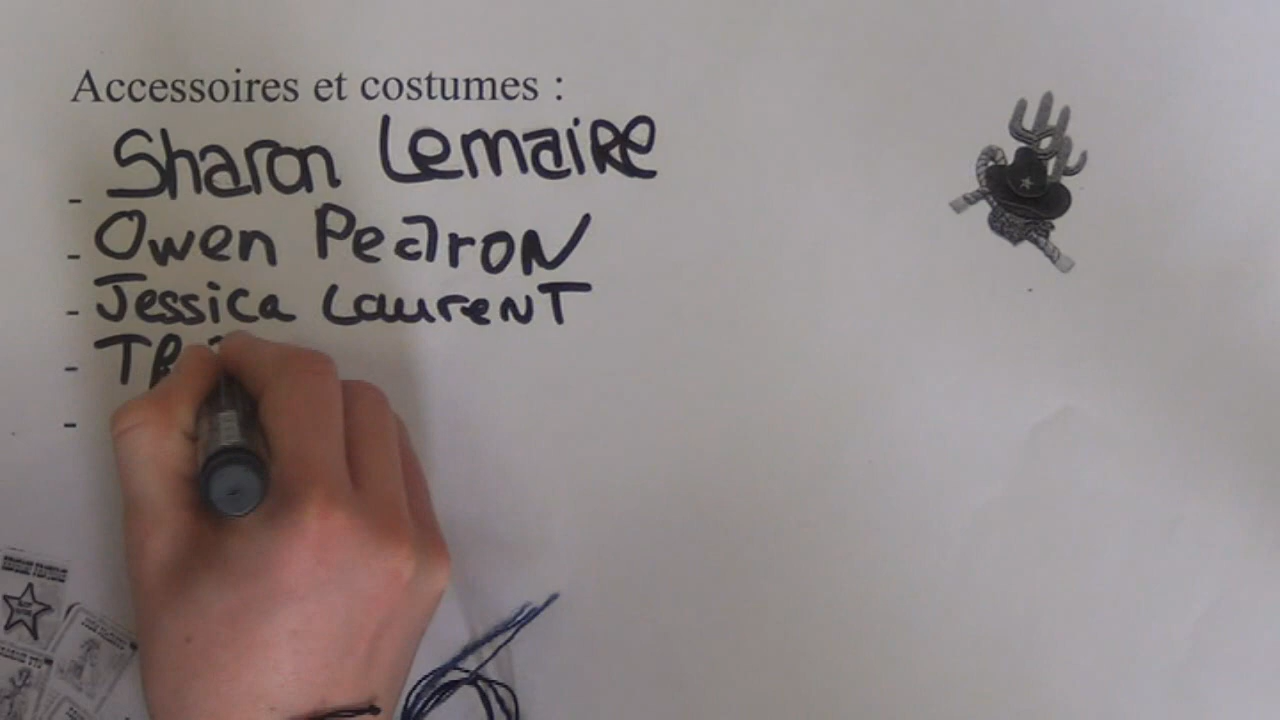 Accessoires et costumes :
- Sharon Lemaire
- Owen Pearon
- Jessica Laurent
-
-